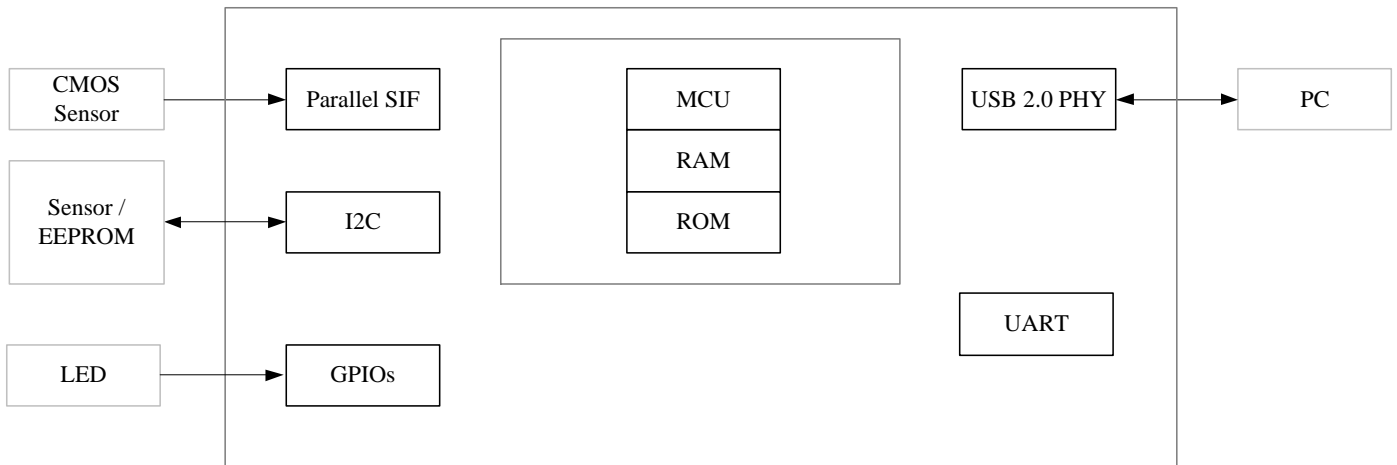 CMOS
Sensor
Parallel SIF
MCU
USB 2.0 PHY
PC
RAM
Sensor /
EEPROM
I2C
ROM
UART
LED
GPIOs